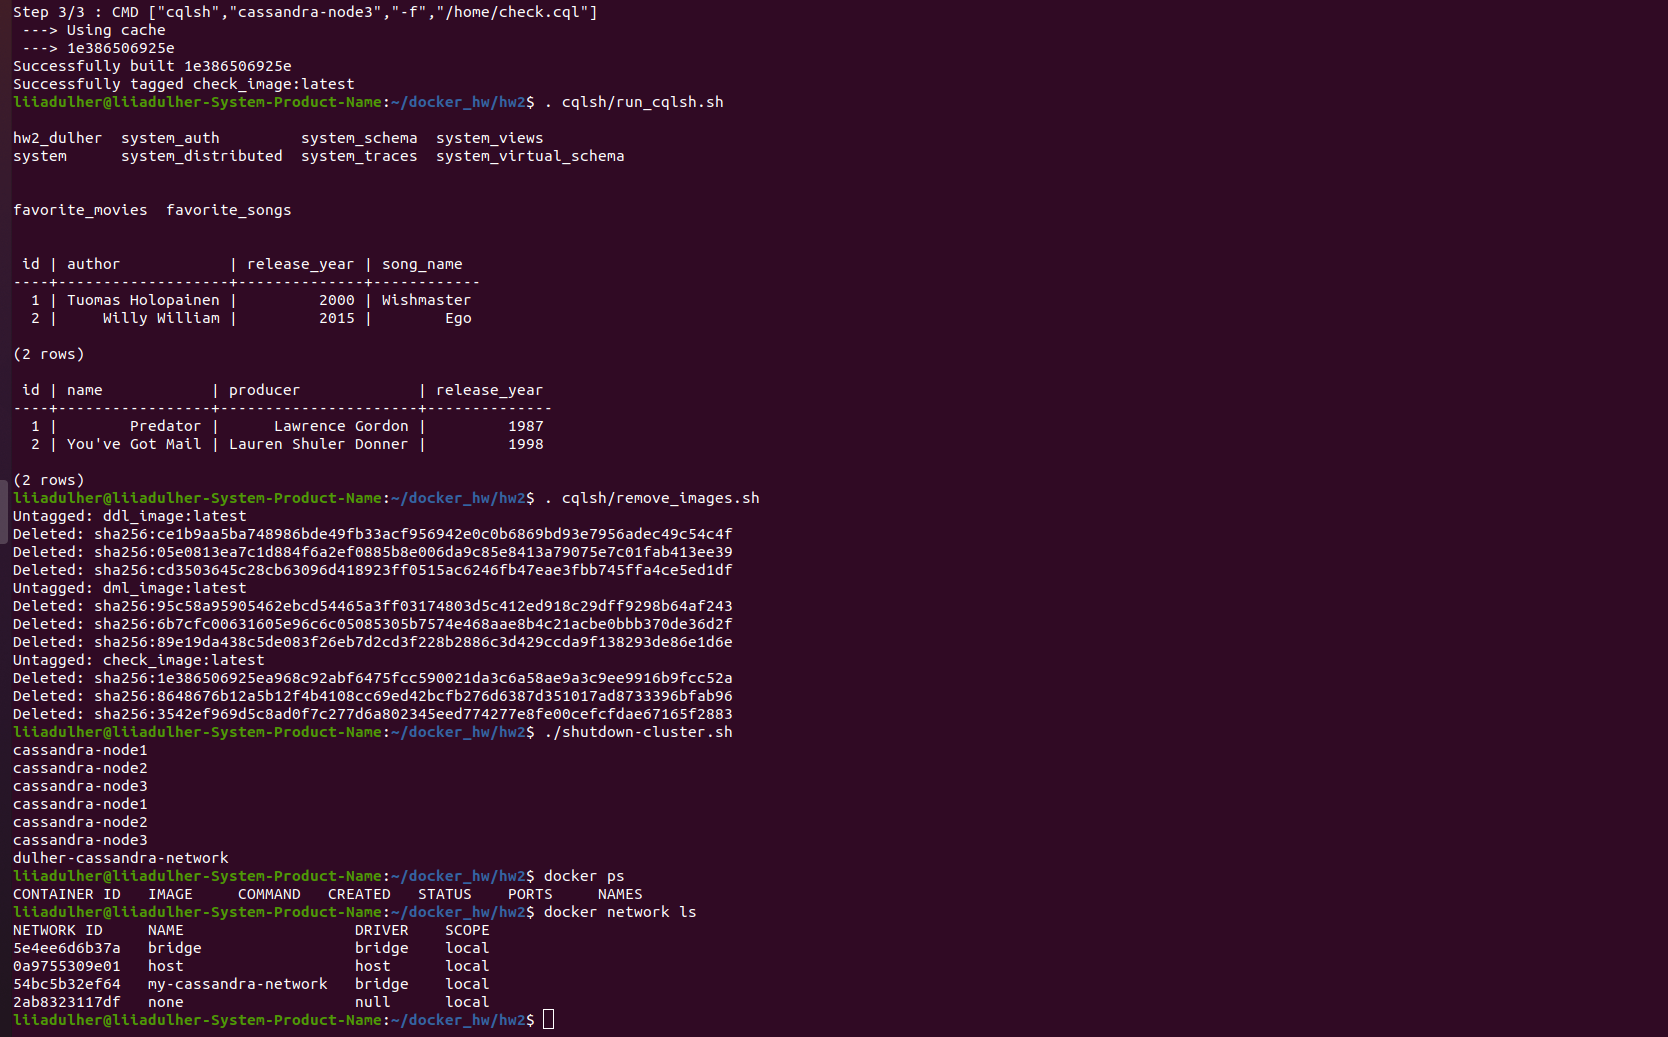 Step 3/3 : CMD ["cqlsh","cassandra-node3","-f","/home/check.cql"]
 ---> Using cache
 ---> 1e386506925e
Successfully built 1e386506925e
Successfully tagged check_image:latest
liiadulher@liiadulher-System-Product-Name:~/docker_hw/hw2$ . cqlsh/run_cqlsh.sh

hw2_dulher  system_auth         system_schema  system_views
system      system_distributed  system_traces  system_virtual_schema

favorite_movies  favorite_songs

 id | author            | release_year | song_name
----+-------------------+--------------+------------
  1 | Tuomas Holopainen |         2000 | Wishmaster
  2 |     Willy William |         2015 |        Ego

(2 rows)

 id | name            | producer             | release_year
----+-----------------+----------------------+--------------
  1 |        Predator |      Lawrence Gordon |         1987
  2 | You've Got Mail | Lauren Shuler Donner |         1998

(2 rows)
liiadulher@liiadulher-System-Product-Name:~/docker_hw/hw2$ . cqlsh/remove_images.sh
Untagged: ddl_image:latest
Deleted: sha256:ce1b9aa5ba748986bde49fb33acf956942e0c0b6869bd93e7956adec49c54c4f
Deleted: sha256:05e0813ea7c1d884f6a2ef0885b8e006da9c85e8413a79075e7c01fab413ee39
Deleted: sha256:cd3503645c28cb63096d418923ff0515ac6246fb47eae3fbb745ffa4ce5ed1df
Untagged: dml_image:latest
Deleted: sha256:95c58a95905462ebcd54465a3ff03174803d5c412ed918c29dff9298b64af243
Deleted: sha256:6b7cfc00631605e96c6c05085305b7574e468aae8b4c21acbe0bbb370de36d2f
Deleted: sha256:89e19da438c5de083f26eb7d2cd3f228b2886c3d429ccda9f138293de86e1d6e
Untagged: check_image:latest
Deleted: sha256:1e386506925ea968c92abf6475fcc590021da3c6a58ae9a3c9ee9916b9fcc52a
Deleted: sha256:8648676b12a5b12f4b4108cc69ed42bcfb276d6387d351017ad8733396bfab96
Deleted: sha256:3542ef969d5c8ad0f7c277d6a802345eed774277e8fe00cefcfdae67165f2883
liiadulher@liiadulher-System-Product-Name:~/docker_hw/hw2$ ./shutdown-cluster.sh
cassandra-node1
cassandra-node2
cassandra-node3
cassandra-node1
cassandra-node2
cassandra-node3
dulher-cassandra-network
liiadulher@liiadulher-System-Product-Name:~/docker_hw/hw2$ docker ps
CONTAINER ID   IMAGE     COMMAND   CREATED   STATUS    PORTS     NAMES
liiadulher@liiadulher-System-Product-Name:~/docker_hw/hw2$ docker network ls
NETWORK ID     NAME                   DRIVER    SCOPE
5e4ee6d6b37a   bridge                 bridge    local
0a9755309e01   host                   host      local
54bc5b32ef64   my-cassandra-network   bridge    local
2ab8323117df   none                   null      local
liiadulher@liiadulher-System-Product-Name:~/docker_hw/hw2$